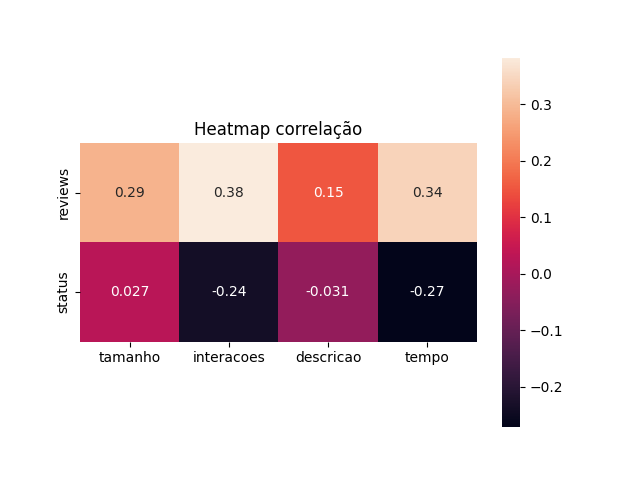 Heatmap correlação
reviews
0.29 0.38 0.15 0.34
status
0.027 -0.24 -0.031 -0.27
tamanho interacoes descricao tempo
0.3
0.2
0.1
0.0
−0.1
−0.2